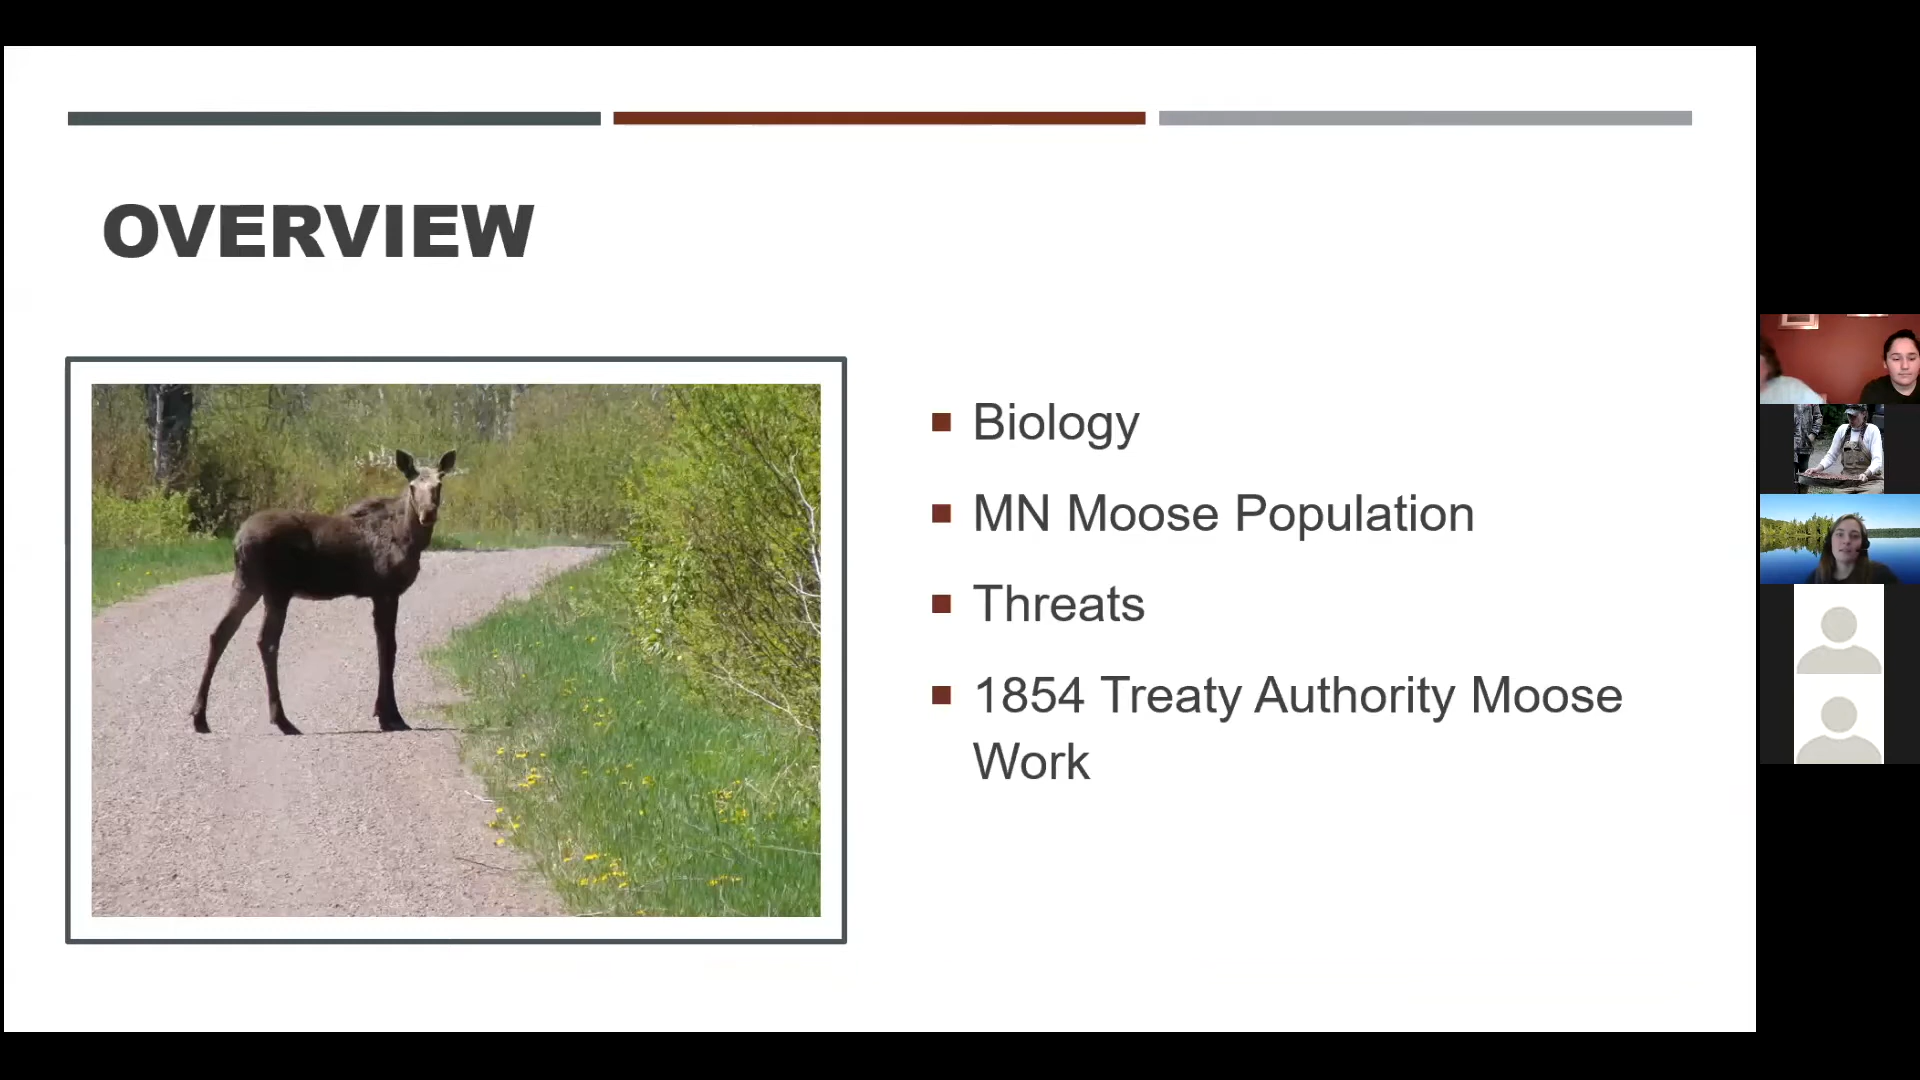 OVERVIEW
Biology
MN Moose Population
Threats
1854 Treaty Authority Moose
Work